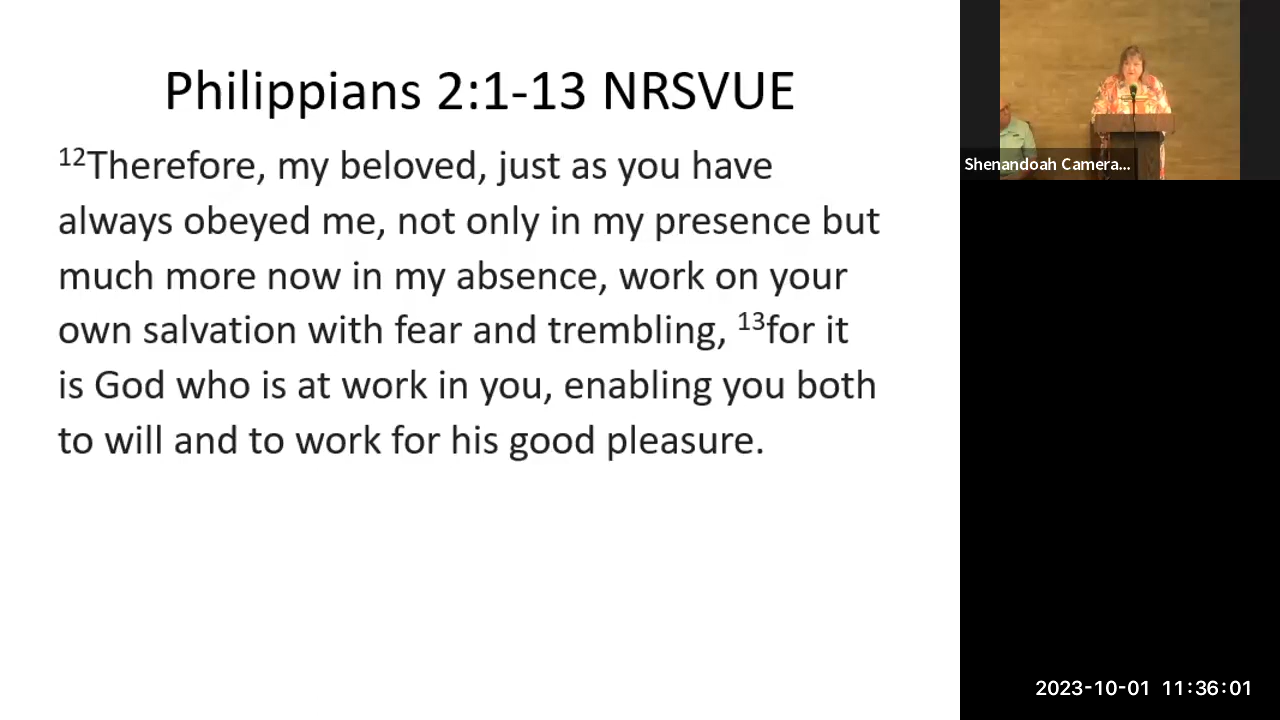 Philippians 2:1-13 NRSVUE
12Therefore, my beloved, just as you have
always obeyed me, not only in my presence but
much more now in my absence, work on your
own salvation with fear and trembling, 13for it
is God who is at work in you, enabling you both
to will and to work for his good pleasure.
Shenandoah Camera...
2023-10-01 11:36:01